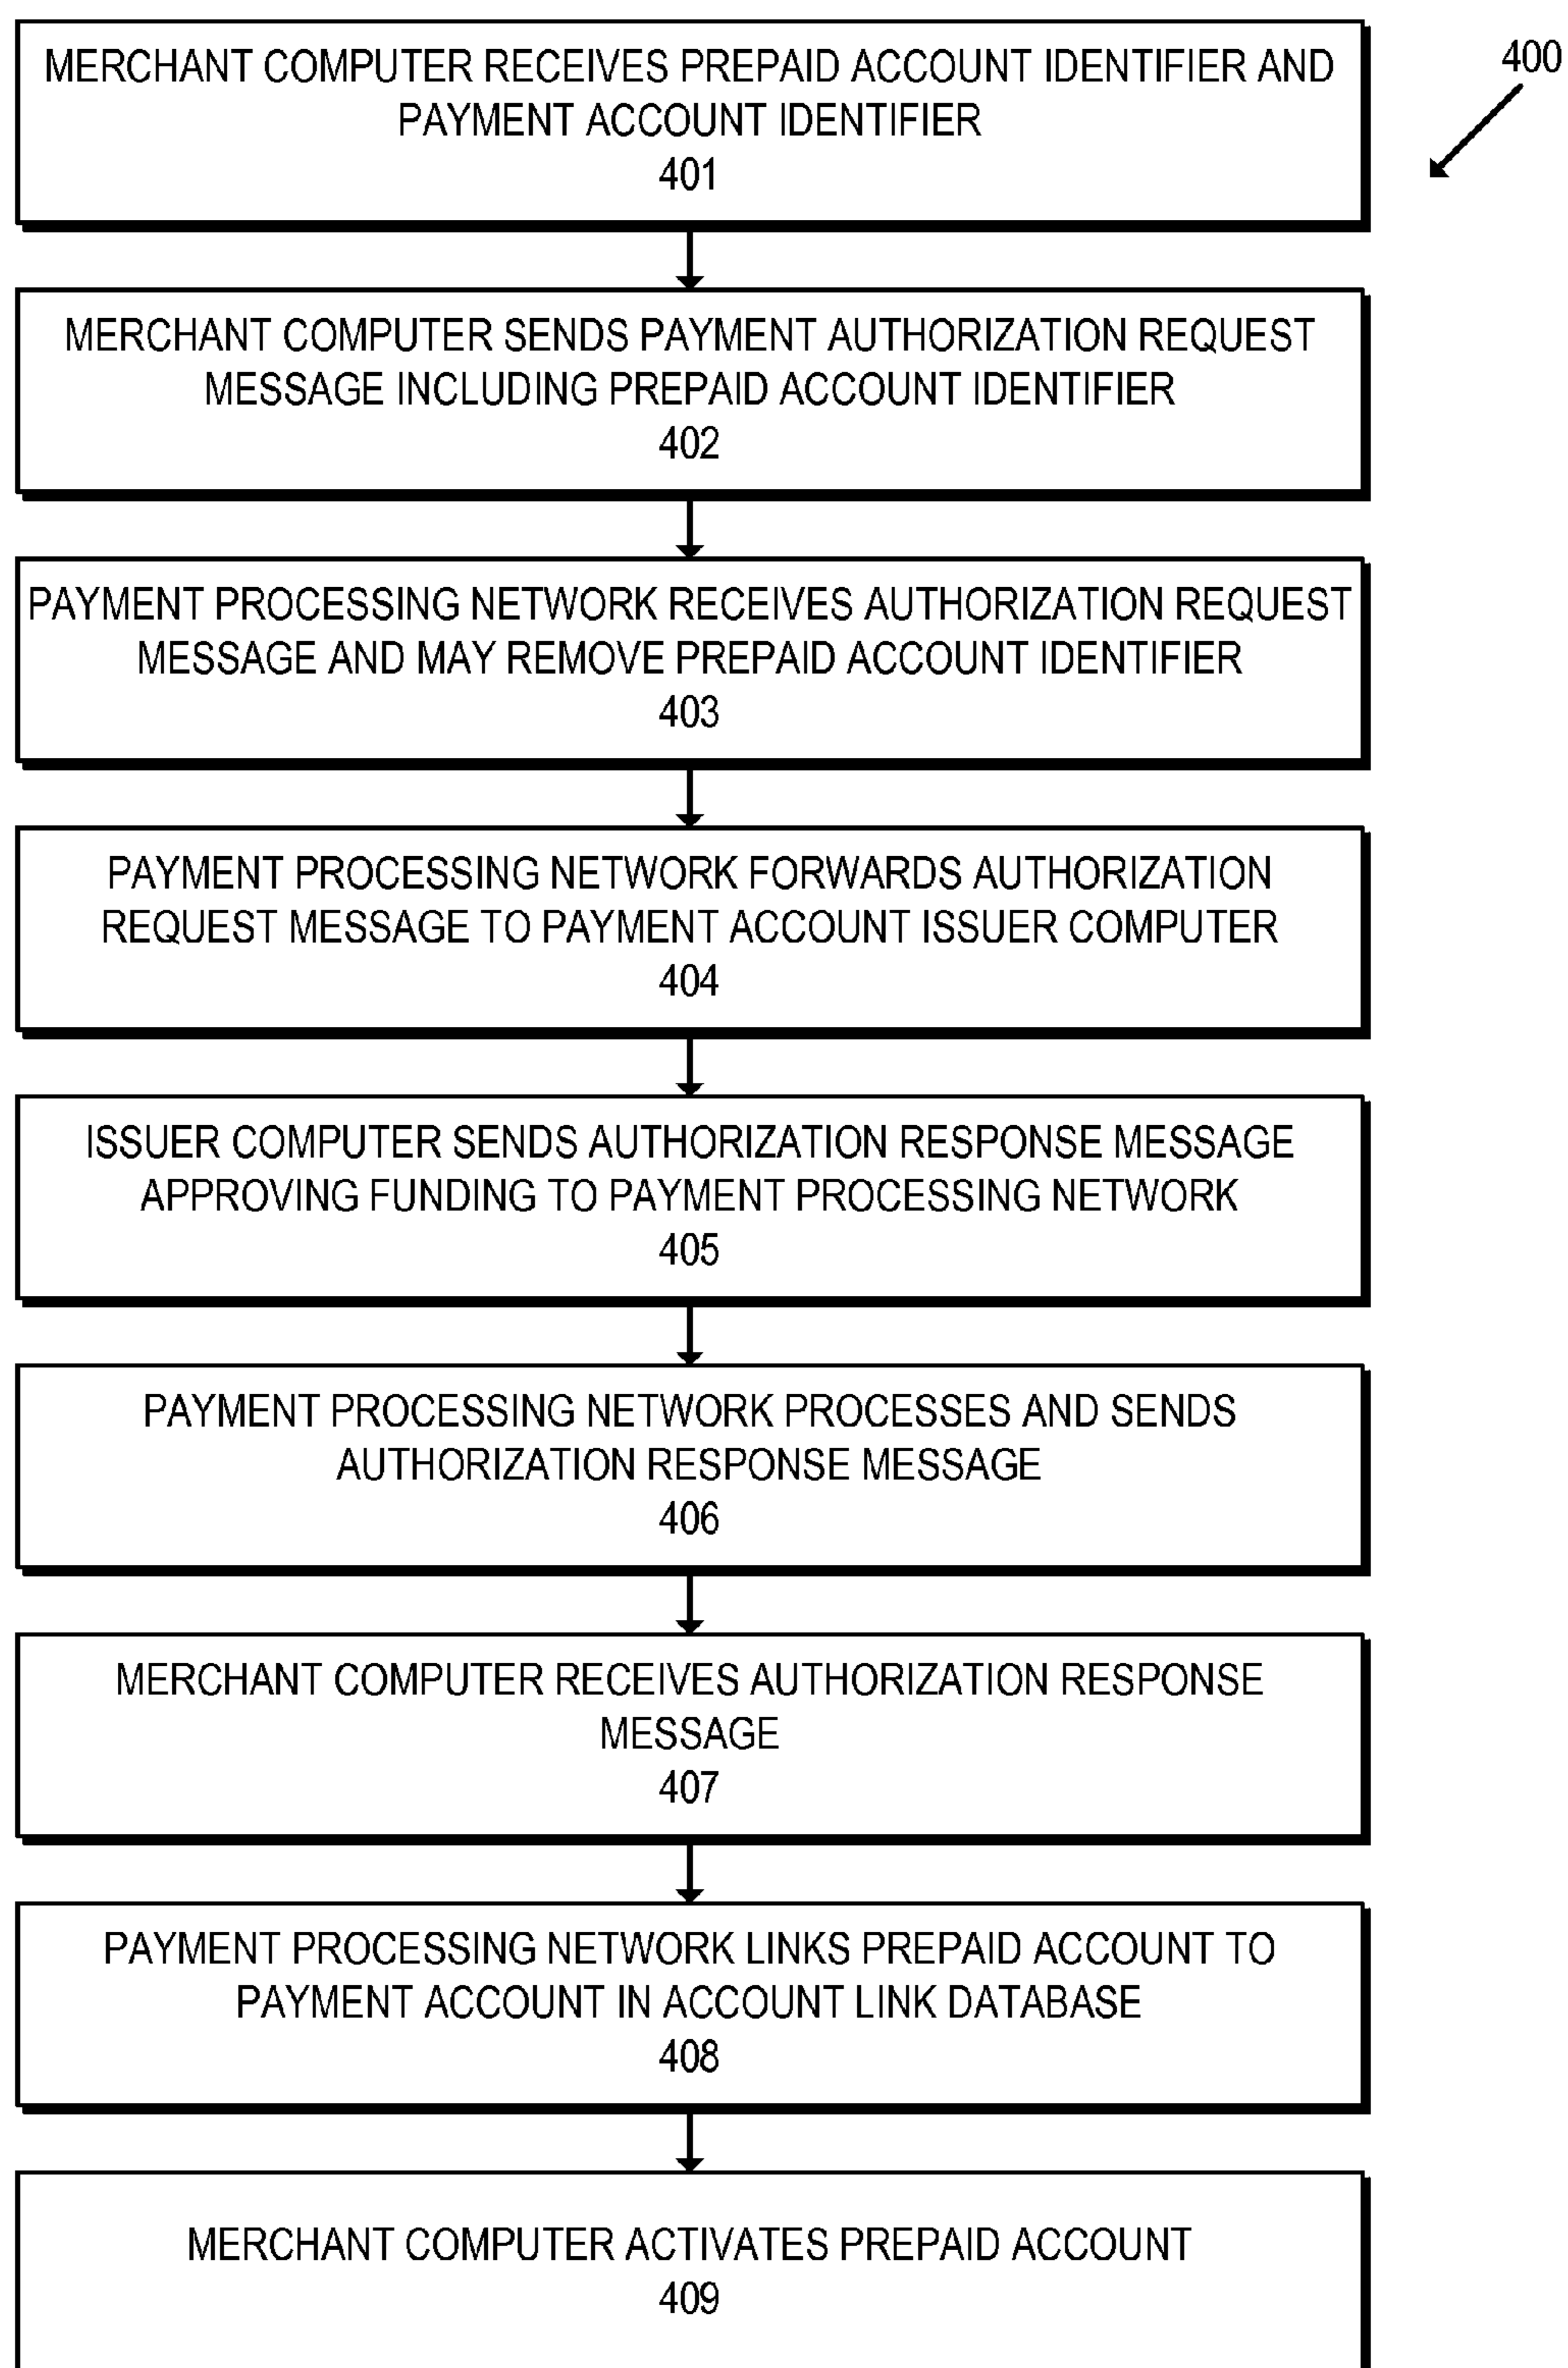 400
MERCHANT COMPUTER RECEIVES PREPAID ACCOUNT IDENTIFIER AND
PAYMENT ACCOUNT IDENTIFIER
401
MERCHANT COMPUTER SENDS PAYMENT AUTHORIZATION REQUEST
MESSAGE INCLUDING PREPAID ACCOUNT IDENTIFIER
402
PAYMENT PROCESSING NETWORK RECEIVES AUTHORIZATION REQUEST
MESSAGE AND MAY REMOVE PREPAID ACCOUNT IDENTIFIER
403
PAYMENT PROCESSING NETWORK FORWARDS AUTHORIZATION
REQUEST MESSAGE TO PAYMENT ACCOUNT ISSUER COMPUTER
404
ISSUER COMPUTER SENDS AUTHORIZATION RESPONSE MESSAGE
APPROVING FUNDING TO PAYMENT PROCESSING NETWORK
405
PAYMENT PROCESSING NETWORK PROCESSES AND SENDS
AUTHORIZATION RESPONSE MESSAGE
406
MERCHANT COMPUTER RECEIVES AUTHORIZATION RESPONSE
MESSAGE
407
PAYMENT PROCESSING NETWORK LINKS PREPAID ACCOUNT TO
PAYMENT ACCOUNT IN ACCOUNT LINK DATABASE
408
MERCHANT COMPUTER ACTIVATES PREPAID ACCOUNT
409